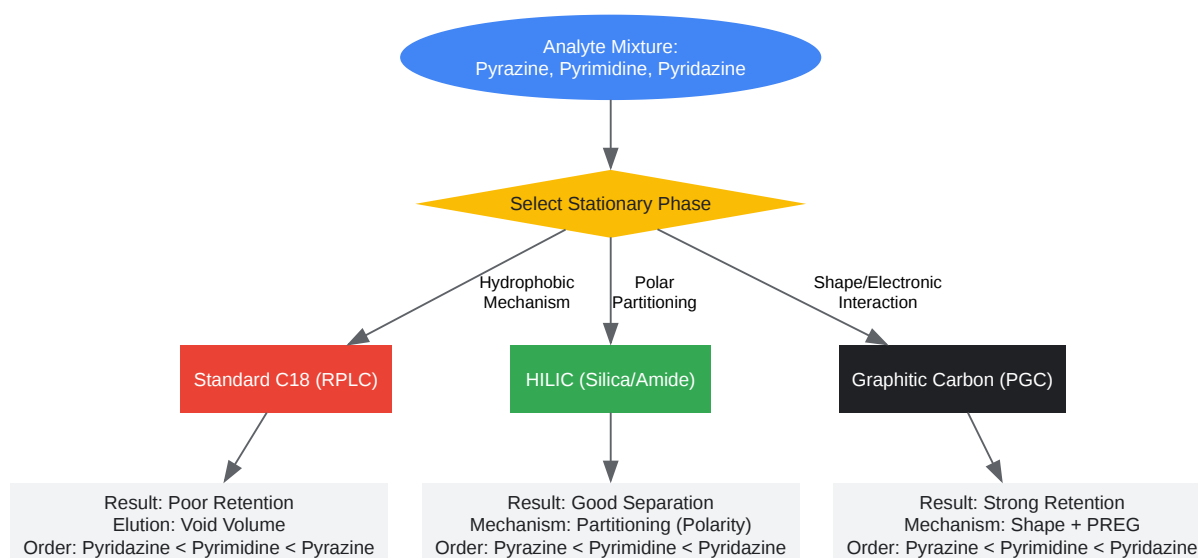 Analyte Mixture:
Pyrazine, Pyrimidine, Pyridazine
Select Stationary Phase
Hydrophobic
Mechanism
Polar
Partitioning
Shape/Electronic
Interaction
Standard C18 (RPLC)
HILIC (Silica/Amide)
Graphitic Carbon (PGC)
Result: Poor Retention
Elution: Void Volume
Order: Pyridazine < Pyrimidine < Pyrazine
Result: Good Separation
Mechanism: Partitioning (Polarity)
Order: Pyrazine < Pyrimidine < Pyridazine
Result: Strong Retention
Mechanism: Shape + PREG
Order: Pyrazine < Pyrimidine < Pyridazine